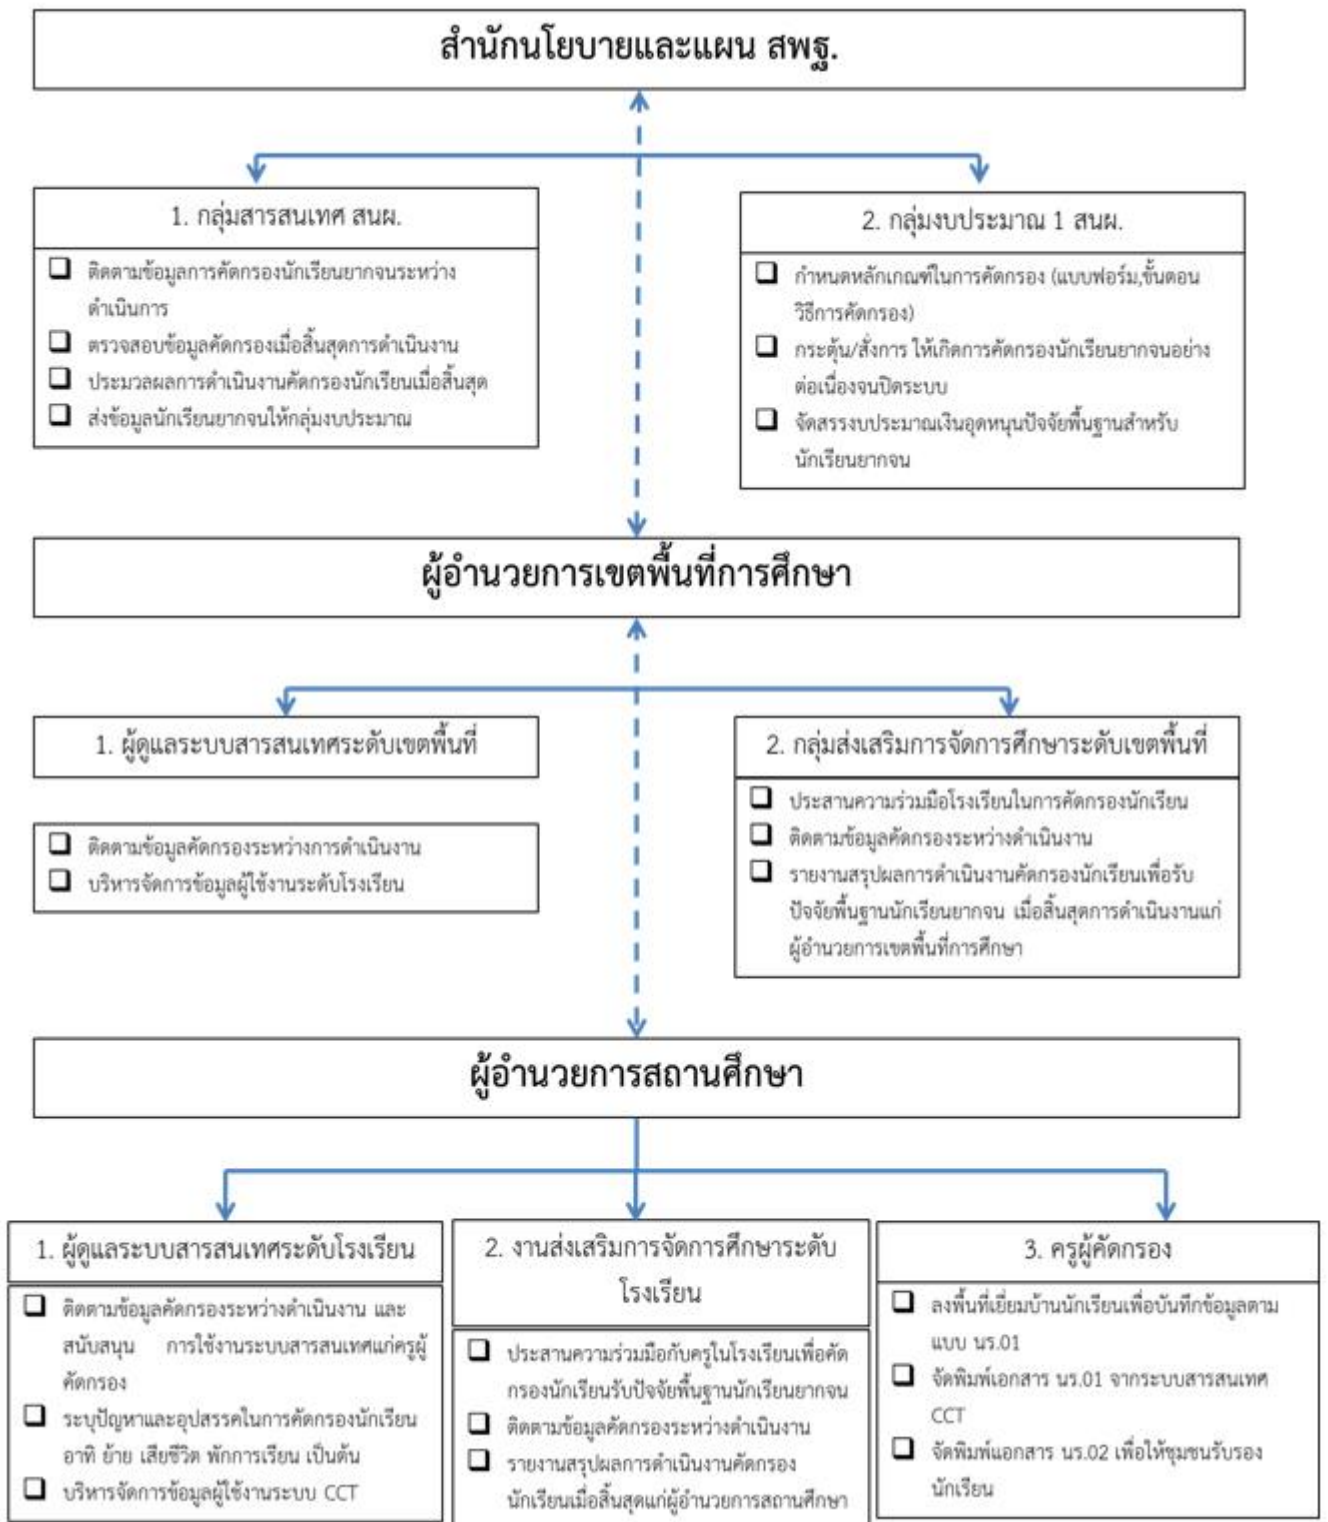 สำนักนโยบายและแผน สพฐ.
1. กลุ่มสารสนเทศ สนผ.
ติดตามข้อมูลการคัดกรองนักเรียนยากจนระหว่าง
ดำเนินการ
ตรวจสอบข้อมูลคัดกรองเมื่อสิ้นสุดการดำเนินงาน
ประมวลผลการดำเนินงานคัดกรองนักเรียนเมื่อสิ้นสุด
ส่งข้อมูลนักเรียนยากจนให้กลุ่มงบประมาณ
2. กลุ่มงบประมาณ 1 สนผ.
กำหนดหลักเกณฑ์ในการคัดกรอง (แบบฟอร์ม,ขั้นตอน
วิธีการคัดกรอง)
กระตุ้น/สั่งการ ให้เกิดการคัดกรองนักเรียนยากจนอย่าง
ต่อเนื่องจนปิดระบบ
จัดสรรงบประมาณเงินอุดหนุนปัจจัยพื้นฐานสำหรับ
นักเรียนยากจน
ผู้อำนวยการเขตพื้นที่การศึกษา
1. ผู้ดูแลระบบสารสนเทศระดับเขตพื้นที่
ติดตามข้อมูลคัดกรองระหว่างการดำเนินงาน
บริหารจัดการข้อมูลผู้ใช้งานระดับโรงเรียน
2. กลุ่มส่งเสริมการจัดการศึกษาระดับเขตพื้นที่
ประสานความร่วมมือโรงเรียนในการคัดกรองนักเรียน
ติดตามข้อมูลคัดกรองระหว่างดำเนินงาน
รายงานสรุปผลการดำเนินงานคัดกรองนักเรียนเพื่อรับ
ปัจจัยพื้นฐานนักเรียนยากจน เมื่อสิ้นสุดการดำเนินงานแก่
ผู้อำนวยการเขตพื้นที่การศึกษา
ผู้อำนวยการสถานศึกษา
1. ผู้ดูแลระบบสารสนเทศระดับโรงเรียน
ติดตามข้อมูลคัดกรองระหว่างดำเนินงาน และ
สนับสนุน การใช้งานระบบสารสนเทศแก่ครูผู้
คัดกรอง
ระบุปัญหาและอุปสรรคในการคัดกรองนักเรียน
อาทิ ย้าย เสียชีวิต พักการเรียน เป็นต้น
บริหารจัดการข้อมูลผู้ใช้งานระบบ CCT
2. งานส่งเสริมการจัดการศึกษาระดับ
โรงเรียน
ประสานความร่วมมือกับครูในโรงเรียนเพื่อคัด
กรองนักเรียนรับปัจจัยพื้นฐานนักเรียนยากจน
ติดตามข้อมูลคัดกรองระหว่างดำเนินงาน
รายงานสรุปผลการดำเนินงานคัดกรอง
นักเรียนเมื่อสิ้นสุดแก่ผู้อำนวยการสถานศึกษา
3. ครูผู้คัดกรอง
ลงพื้นที่เยี่ยมบ้านนักเรียนเพื่อบันทึกข้อมูลตาม
แบบ นร.01
จัดพิมพ์เอกสาร นร.01 จากระบบสารสนเทศ
CCT
จัดพิมพ์แอกสาร นร.02 เพื่อให้ชุมชนรับรอง
นักเรียน